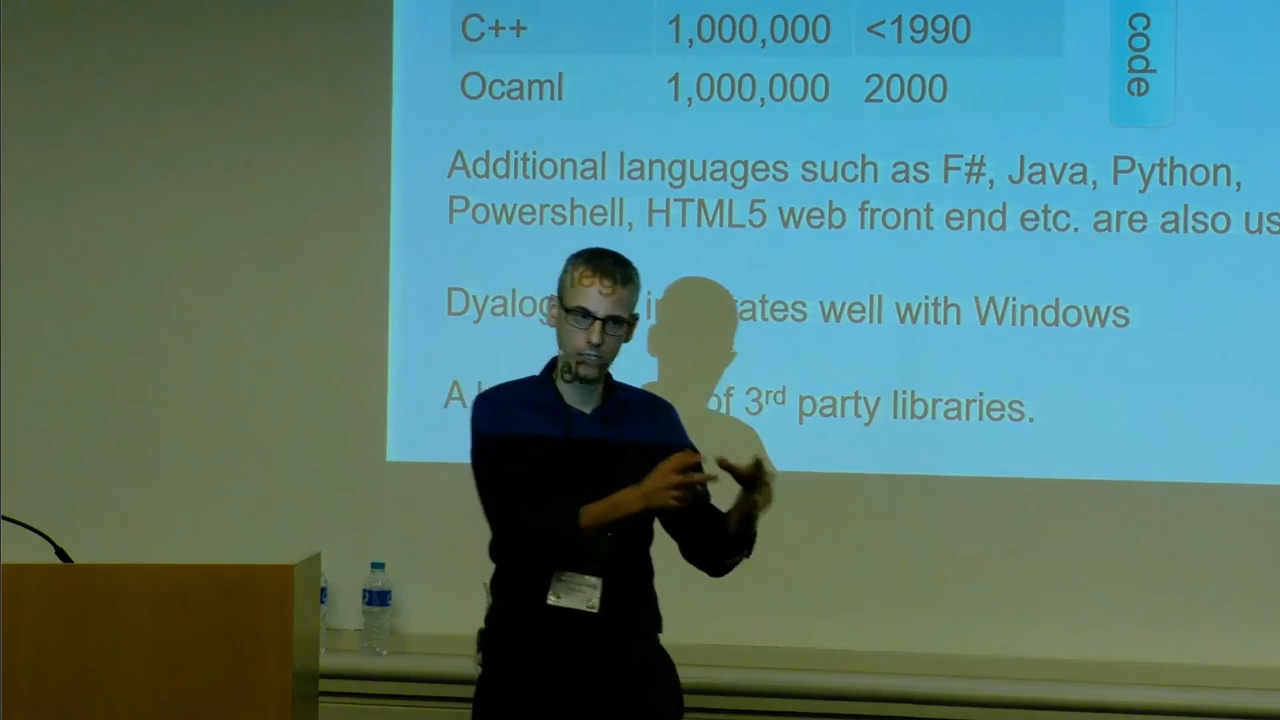 C++ 1,000,000 <1990
code
Ocaml 1,000,000 2000
Additional languages such as F#, Java, Python,
Powershell, HTML5 web front end etc. are also us
Dyalog ates well with Windows
A of 3rd party libraries.